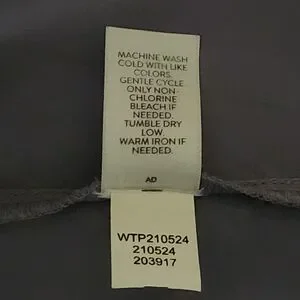 MACHINE WASH
COLD WITH LIKE
COLORS.
GENTLE CYCLE
ONLY NON-
CHLORINE
BLEACH IF
NEEDED.
TUMBLE DRY
LOW.
WARM IRON IF
NEEDED.
AD
WTP210524
210524
203917